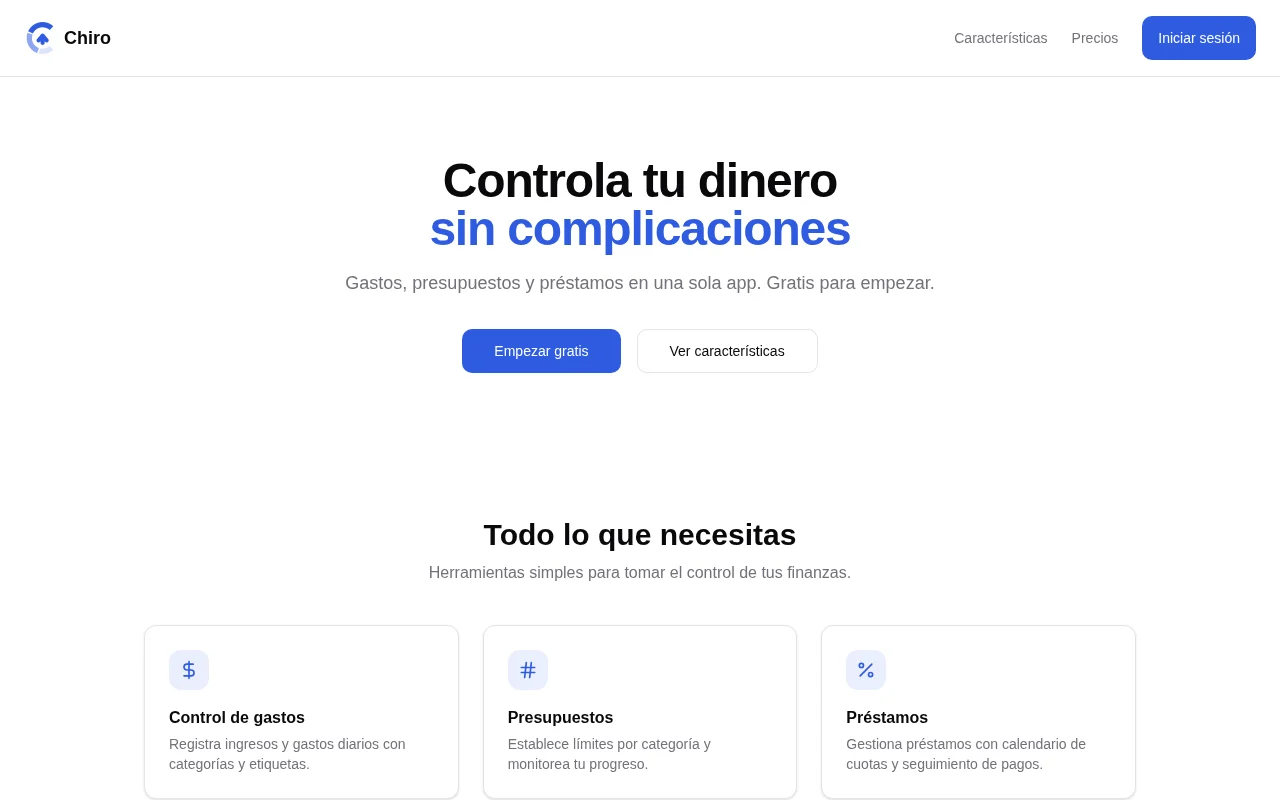 Chiro
Características
Precios
Iniciar sesión
Controla tu dinero
sin complicaciones
Gastos, presupuestos y préstamos en una sola app. Gratis para empezar.
Empezar gratis
Ver características
Todo lo que necesitas
Herramientas simples para tomar el control de tus finanzas.
Control de gastos
Registra ingresos y gastos diarios con
categorías y etiquetas.
Presupuestos
Establece límites por categoría y
monitorea tu progreso.
Préstamos
Gestiona préstamos con calendario de
cuotas y seguimiento de pagos.